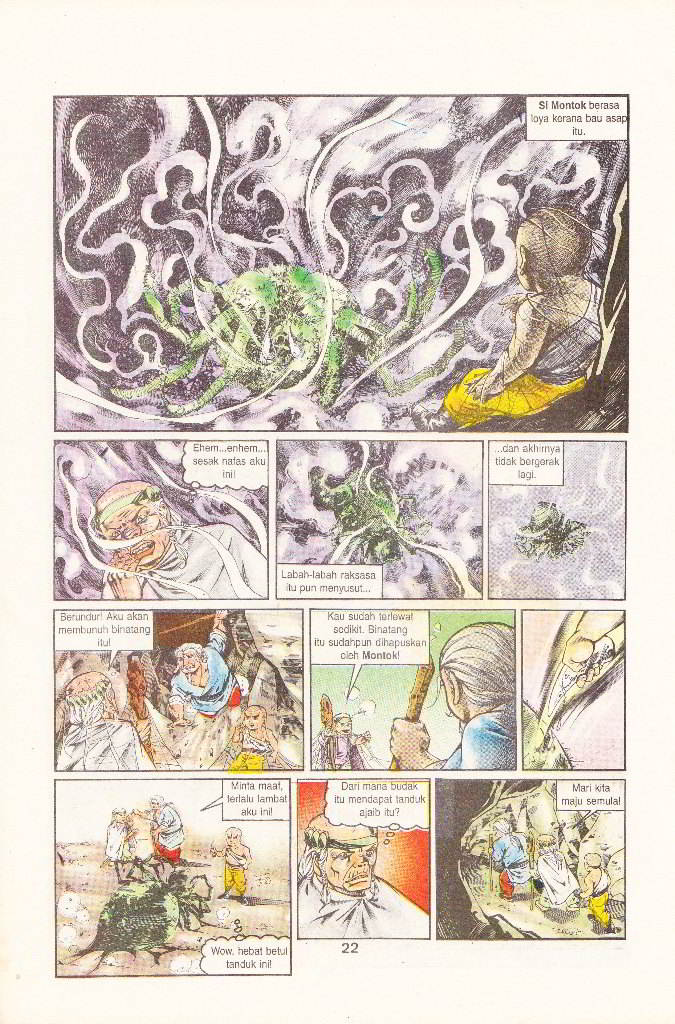 Si Montok berasa
loya kerana bau asap
itu.
Ehem...enhem...
sesak nafas aku
ini!
Labah-labah raksasa
itu pun menyusut...
...dan akhirnya
tidak bergerak
lagi.
Berundur! Aku akan
membunuh binatang
itu!
Kau sudah terlewat
sedikit. Binatang
itu sudahpun dihapuskan
oleh Montok!
Minta maaf,
terlalu lambat
aku ini!
Wow, hebat betul
tanduk ini!
Dari mana budak
itu mendapat tanduk
ajaib itu?
Mari kita
maju semula!
22